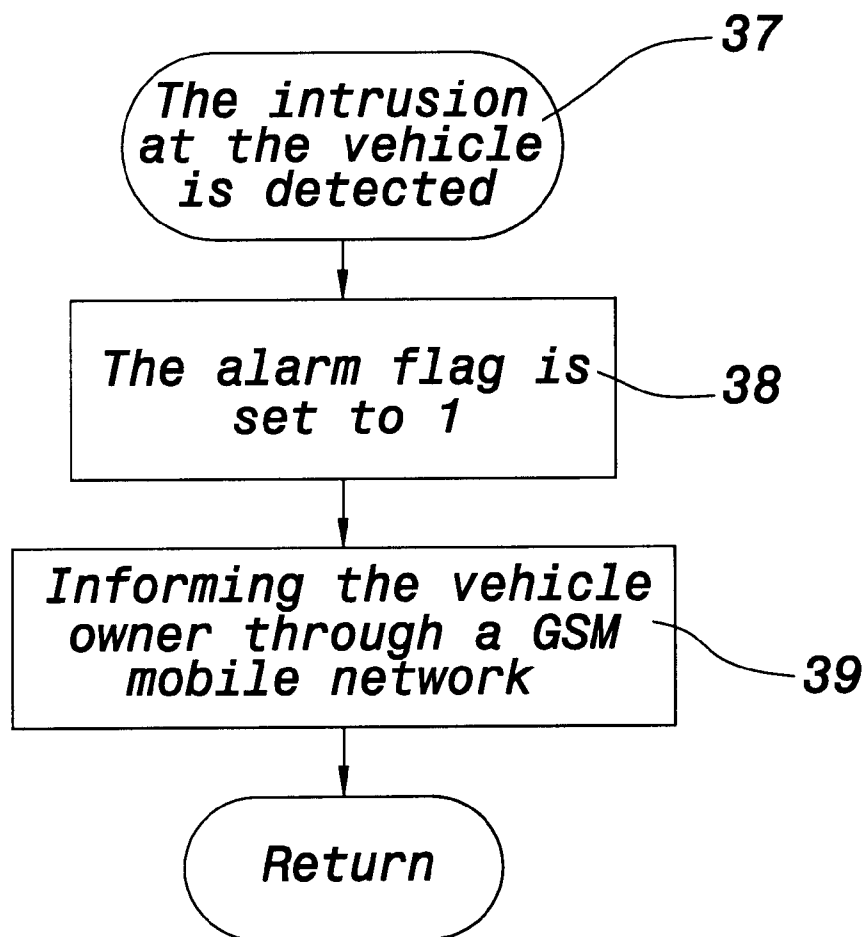 37
The intrusion
at the vehicle
is detected
The alarm flag is
set to 1
38
Informing the vehicle
owner through a GSM
mobile network
39
Return